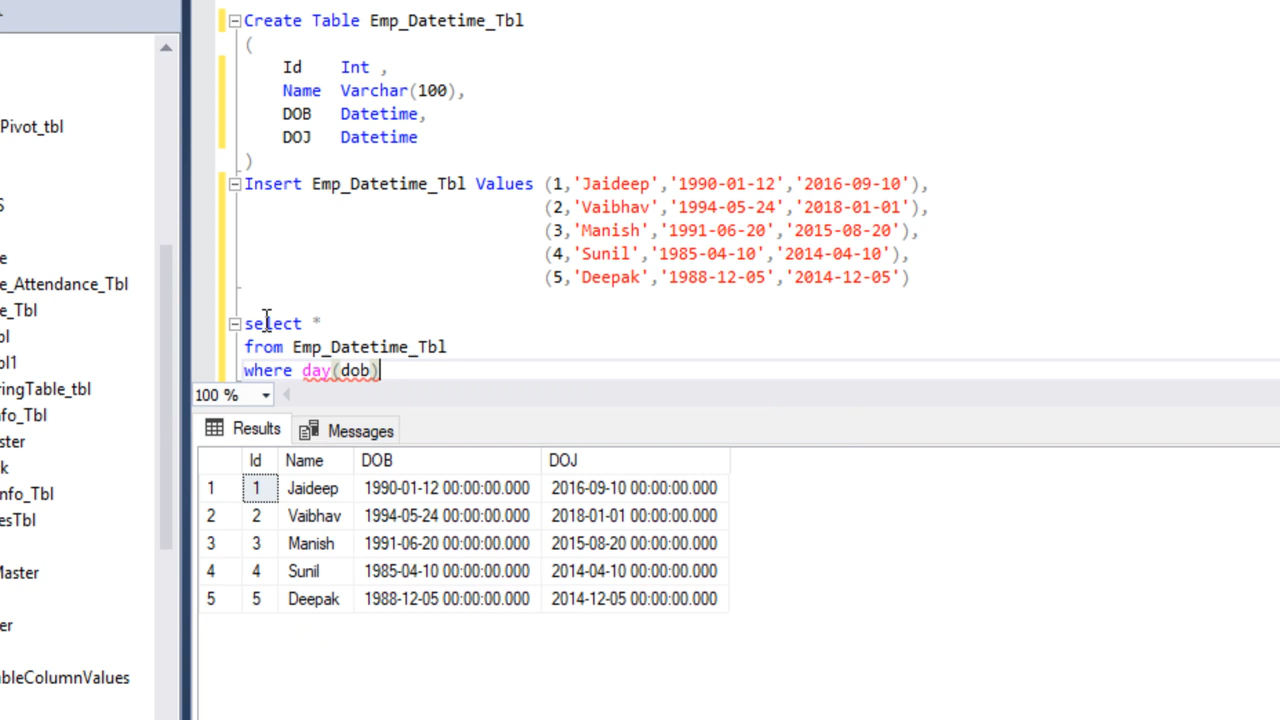 Create Table Emp_Datetime_Tbl
(
Id Int ,
Name Varchar(100),
DOB Datetime,
DOJ Datetime
)
Insert Emp_Datetime_Tbl Values (1,'Jaideep','1990-01-12','2016-09-10'),
(2,'Vaibhav','1994-05-24','2018-01-01'),
(3,'Manish','1991-06-20','2015-08-20'),
(4,'Sunil','1985-04-10','2014-04-10'),
(5,'Deepak','1988-12-05','2014-12-05')
select *
from Emp_Datetime_Tbl
where day(dob)
100 %
Results Messages
Id Name DOB DOJ
1 1 Jaideep 1990-01-12 00:00:00.000 2016-09-10 00:00:00.000
2 2 Vaibhav 1994-05-24 00:00:00.000 2018-01-01 00:00:00.000
3 3 Manish 1991-06-20 00:00:00.000 2015-08-20 00:00:00.000
4 4 Sunil 1985-04-10 00:00:00.000 2014-04-10 00:00:00.000
5 5 Deepak 1988-12-05 00:00:00.000 2014-12-05 00:00:00.000
Pivot_tbl
S
e
e_Attendance_Tbl
e_Tbl
bl
bl1
ringTable_tbl
nfo_Tbl
ster
k
nfo_Tbl
esTbl
Master
er
ableColumnValues